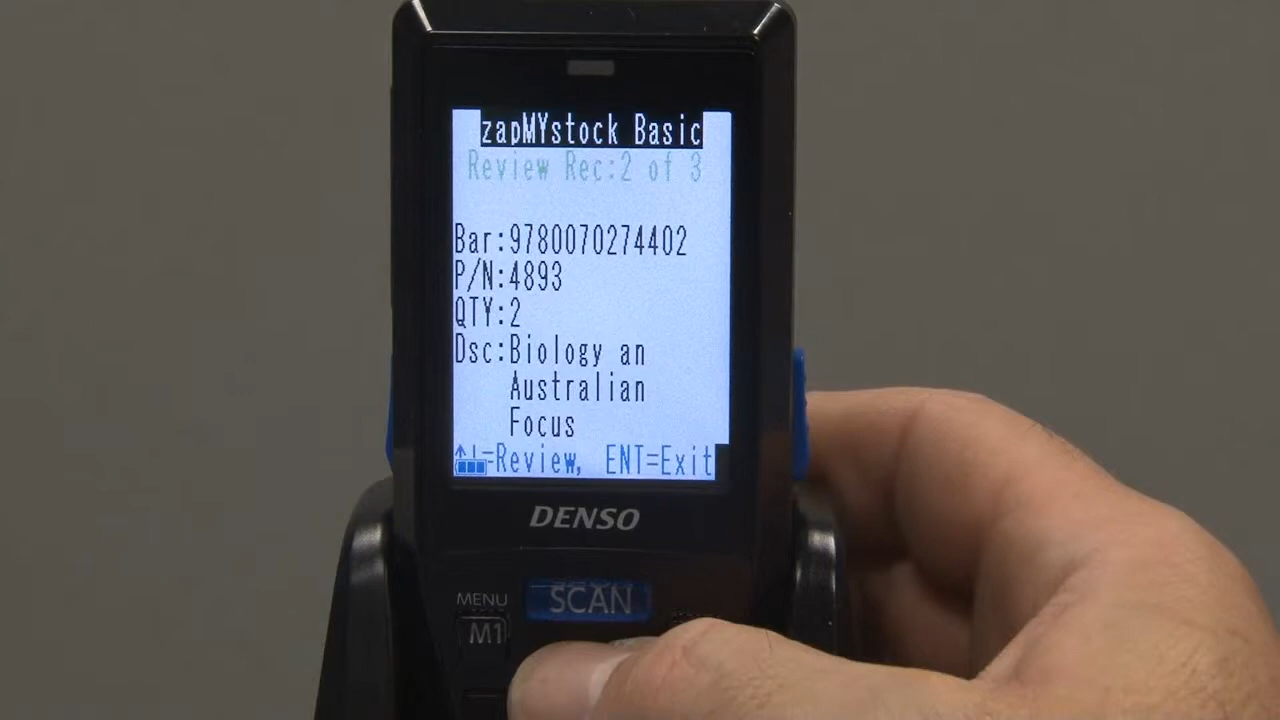 zapMYstock Basic
Review Rec:2 of 3
Bar:9780070274402
P/N:4893
QTY:2
Dsc:Biology an
Australian
Focus
=Review, ENT=Exit
DENSO
MENU
SCAN
M1